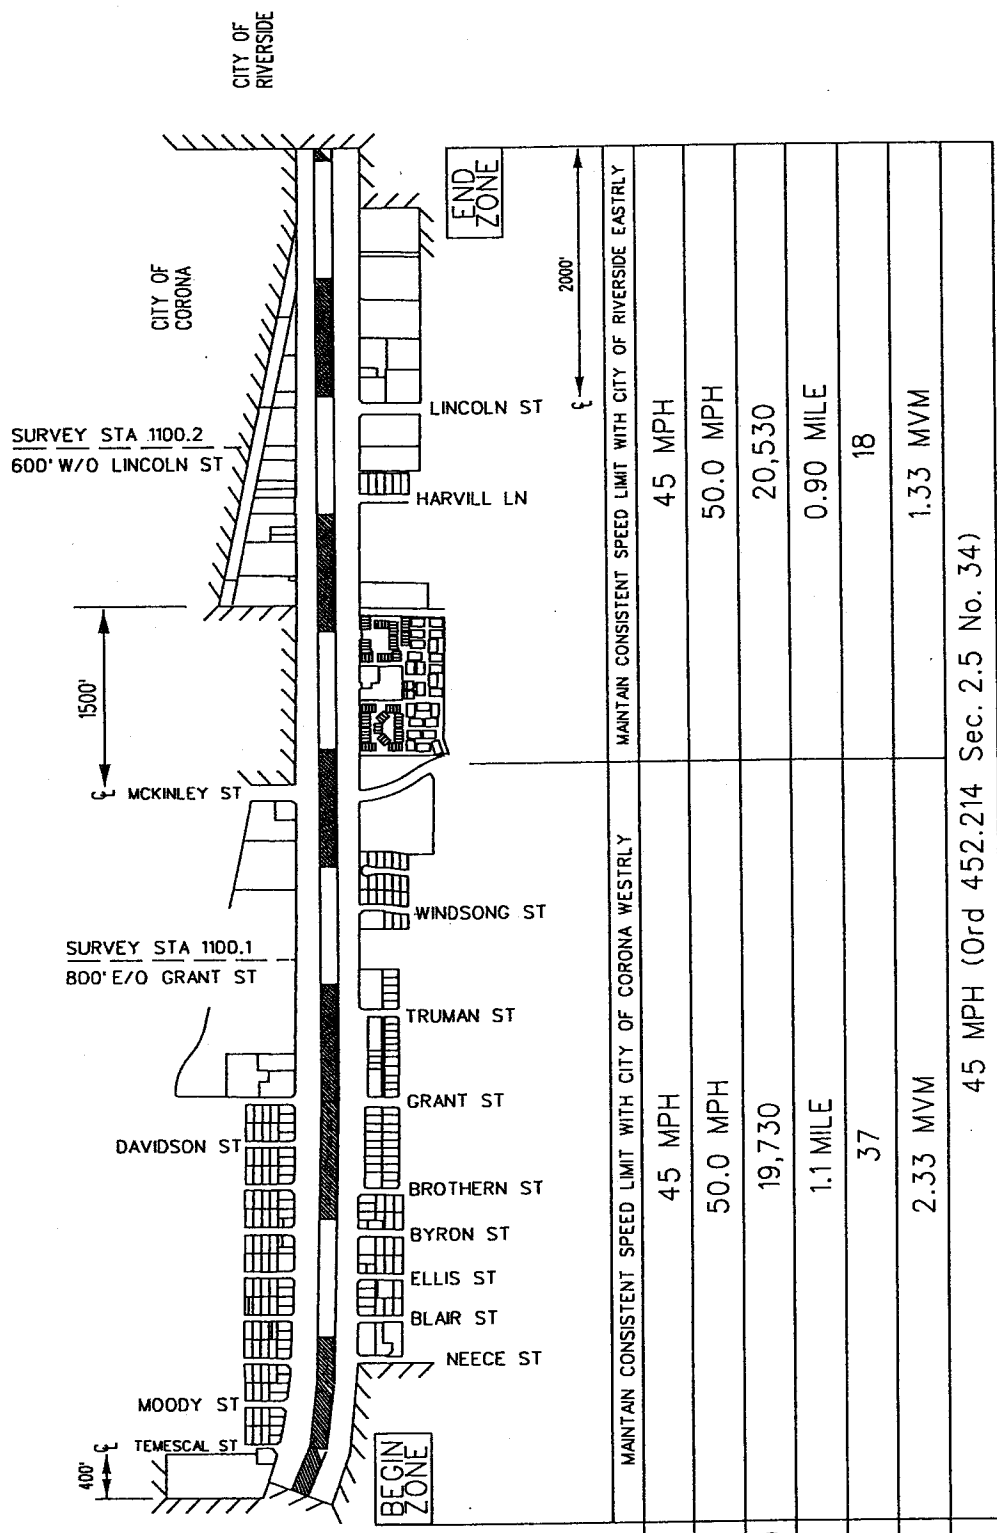 CITY OF
RIVERSIDE
CITY OF
CORONA
SURVEY STA 1100.2
600' W/O LINCOLN ST
END
ZONE
2000'
℄
LINCOLN ST
HARVILL LN
1500'
℄
MCKINLEY ST
WINDSONG ST
SURVEY STA 1100.1
800' E/O GRANT ST
TRUMAN ST
GRANT ST
DAVIDSON ST
BROTHERN ST
BYRON ST
ELLIS ST
BLAIR ST
NEECE ST
MOODY ST
TEMESCAL ST
400'
℄
BEGIN
ZONE
MAINTAIN CONSISTENT SPEED LIMIT WITH CITY OF CORONA WESTRLY
MAINTAIN CONSISTENT SPEED LIMIT WITH CITY OF RIVERSIDE EASTRLY
45 MPH
45 MPH
50.0 MPH
50.0 MPH
19,730
20,530
1.1 MILE
0.90 MILE
37
18
2.33 MVM
1.33 MVM
45 MPH (Ord 452.214 Sec. 2.5 No. 34)